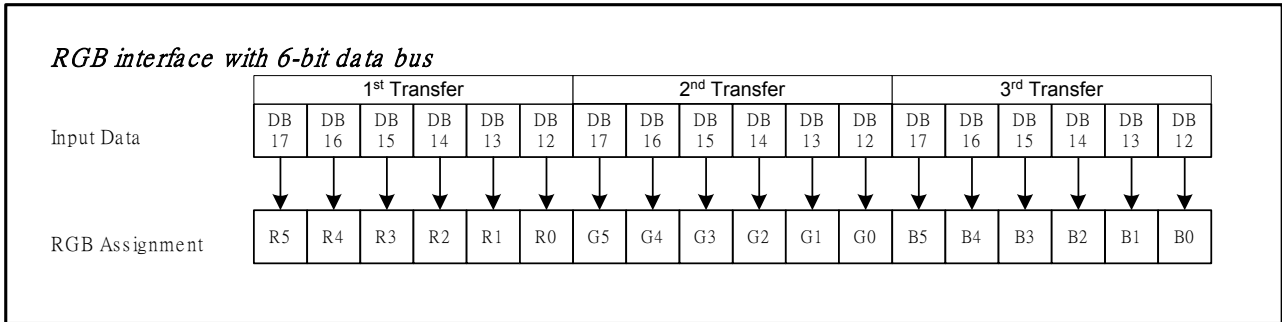 RGB interface with 6-bit data bus
1st Transfer 2nd Transfer 3rd Transfer
Input Data
DB 17 DB 16 DB 15 DB 14 DB 13 DB 12 DB 17 DB 16 DB 15 DB 14 DB 13 DB 12 DB 17 DB 16 DB 15 DB 14 DB 13 DB 12
RGB Assignment R5 R4 R3 R2 R1 R0 G5 G4 G3 G2 G1 G0 B5 B4 B3 B2 B1 B0